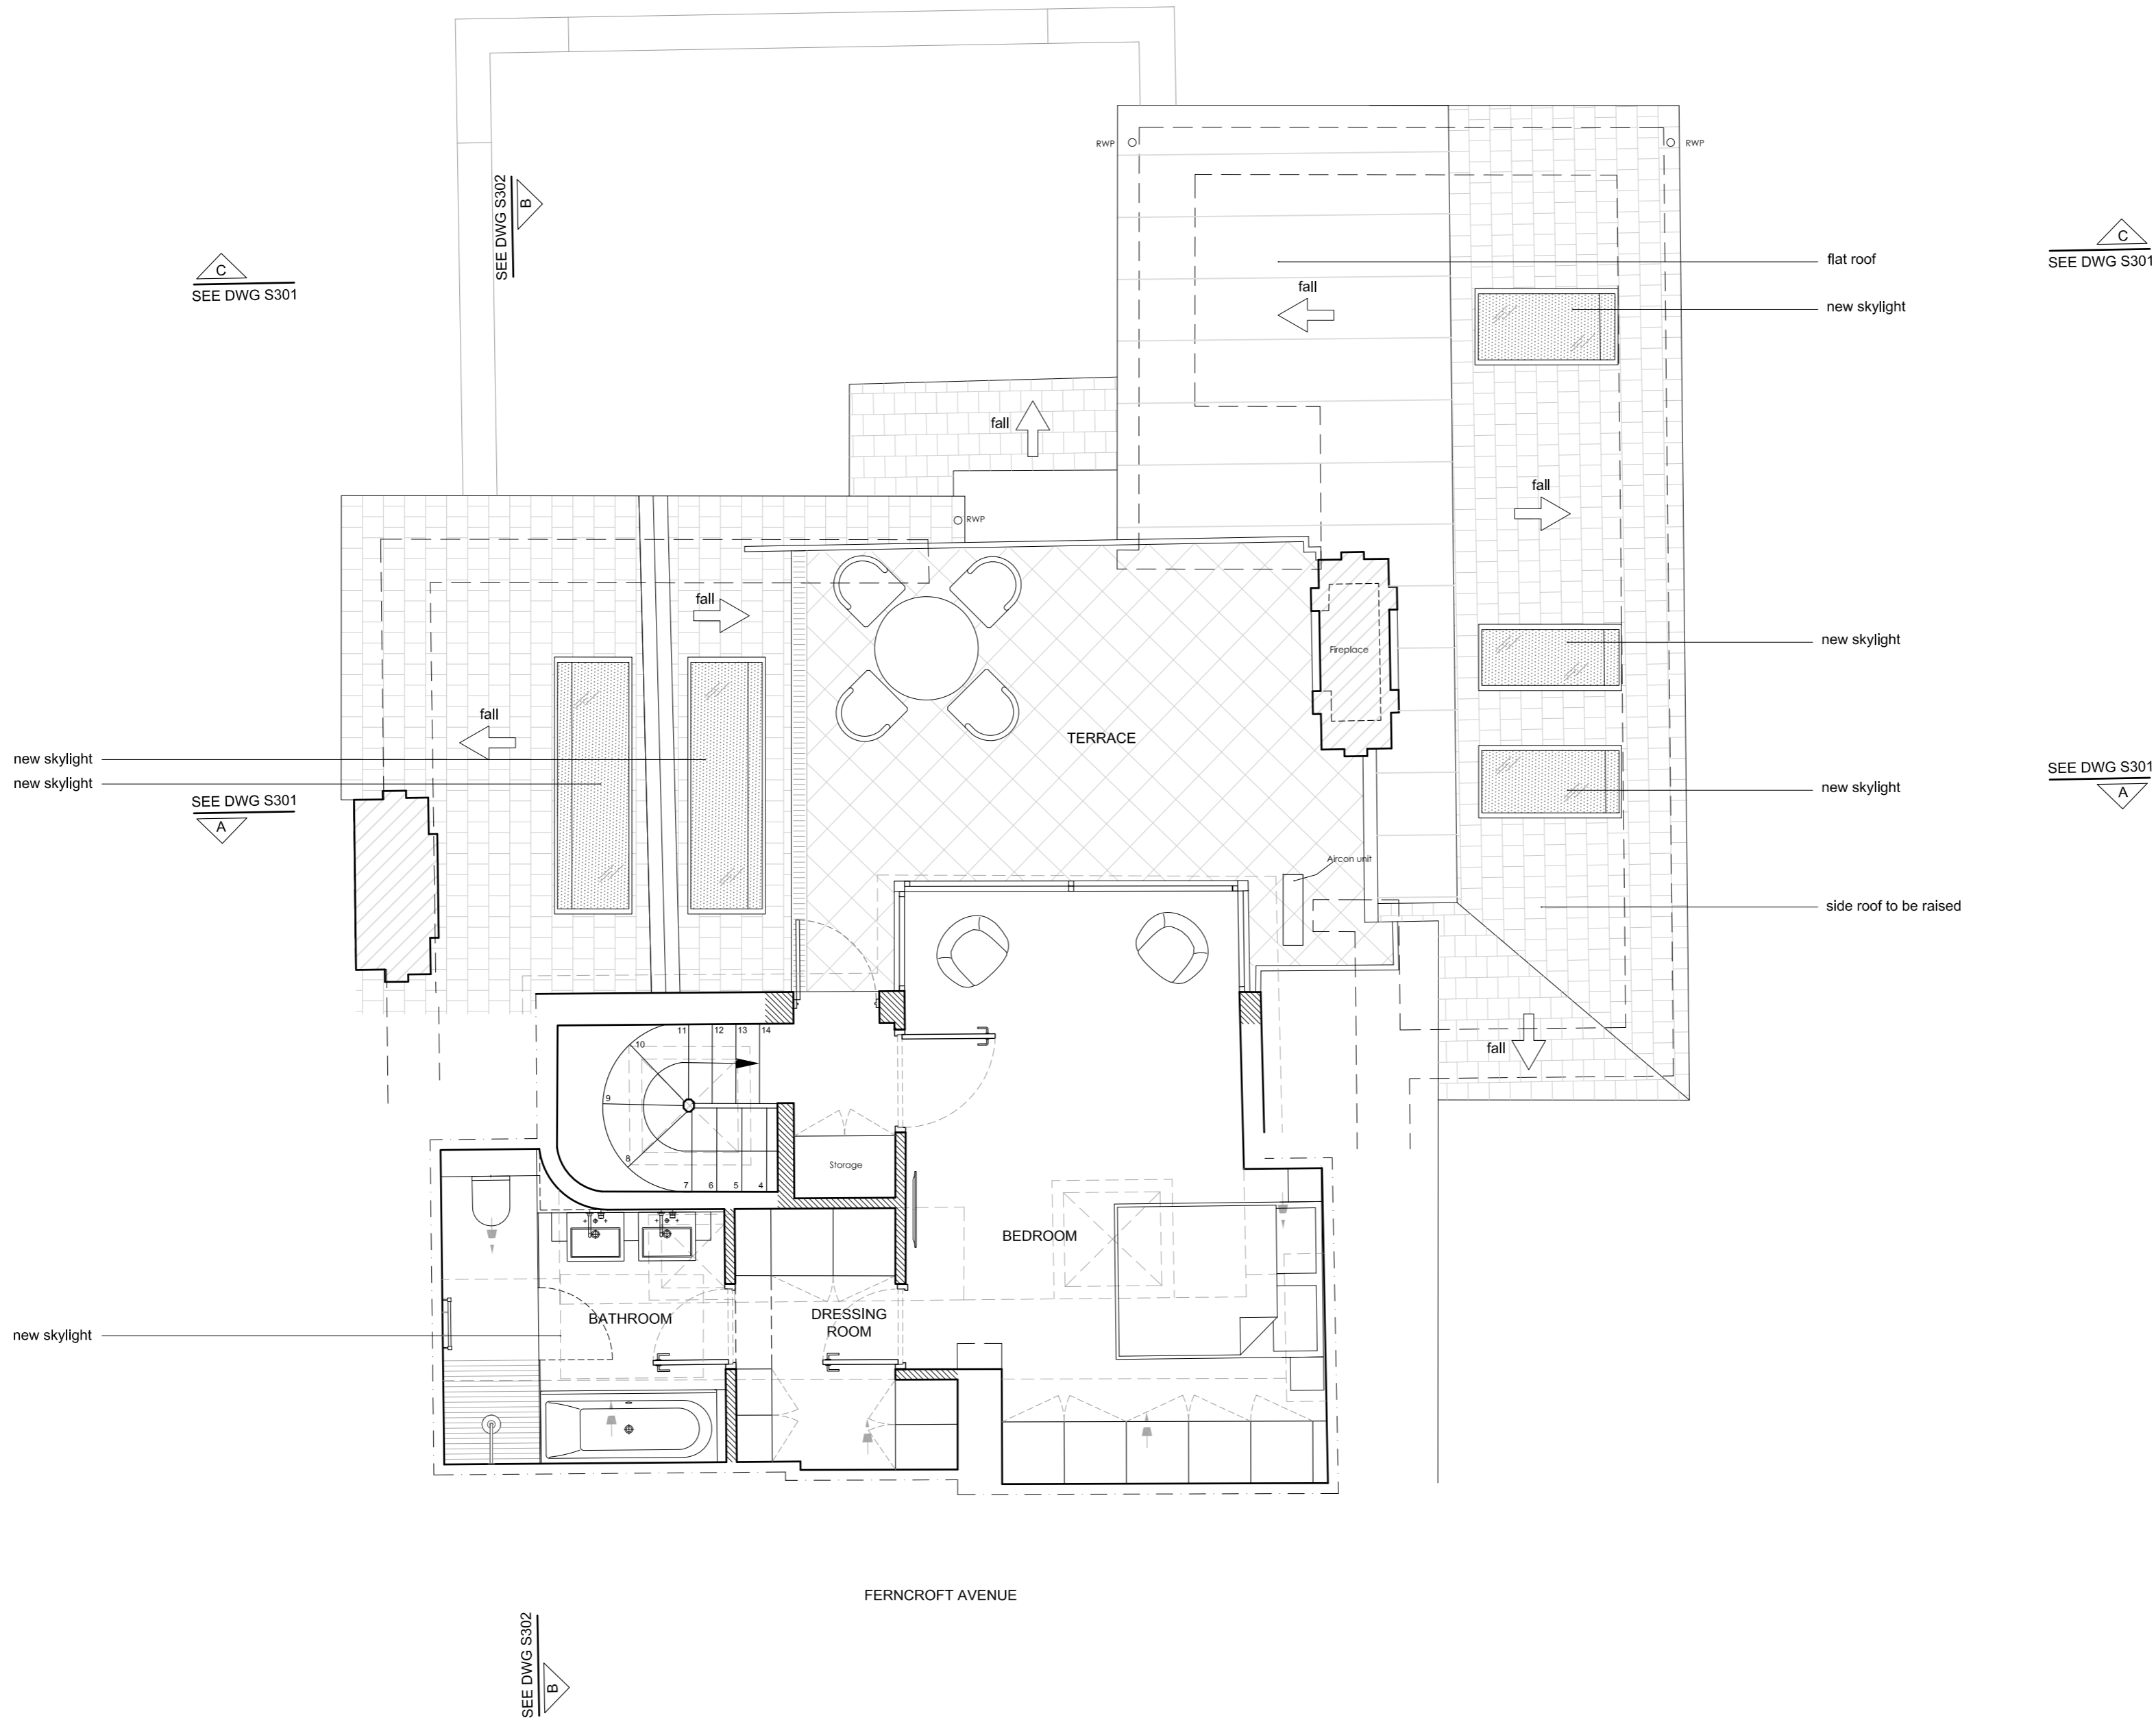 RWP
RWP
SEE DWG S302
B
C
SEE DWG S301
C
SEE DWG S301
flat roof
fall
new skylight
fall
fall
RWP
fall
Fireplace
new skylight
fall
TERRACE
new skylight
new skylight
SEE DWG S301
A
new skylight
SEE DWG S301
A
Aircon unit
side roof to be raised
11
12
13
14
10
9
8
7
6
5
4
fall
Storage
BEDROOM
BATHROOM
DRESSING
ROOM
new skylight
FERNCROFT AVENUE
SEE DWG S302
B